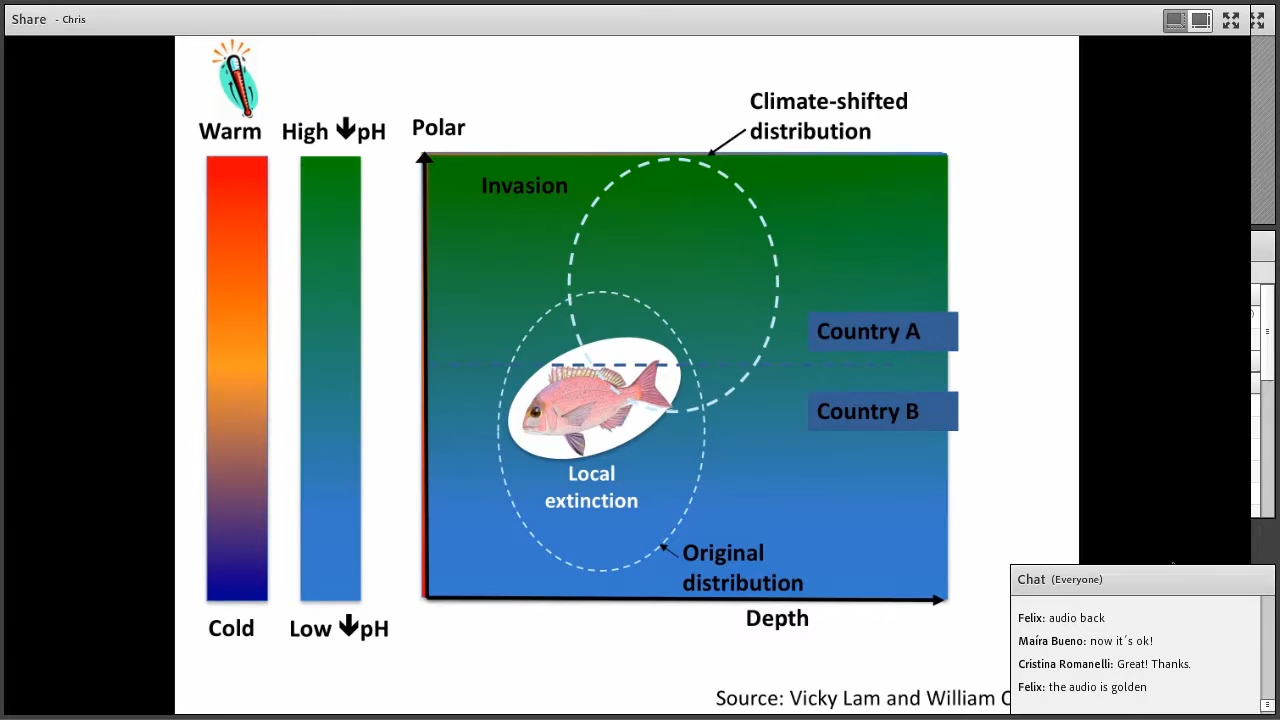 Share - Chris
Climate-shifted
distribution
Warm
High 🡻pH
Polar
Invasion
Country A
Country B
Local
extinction
Original
distribution
Cold
Low 🡻pH
Depth
Source: Vicky Lam and William
Chat (Everyone)
Felix: audio back
Maíra Bueno: now it´s ok!
Cristina Romanelli: Great! Thanks.
Felix: the audio is golden